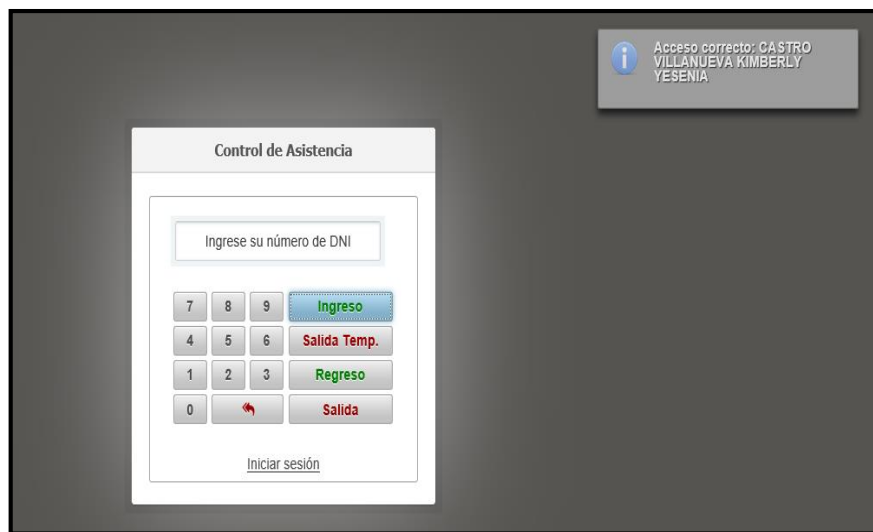 Acceso correcto: CASTRO
VILLANUEVA KIMBERLY
YESENIA
Control de Asistencia
Ingrese su número de DNI
7 8 9 Ingreso
4 5 6 Salida Temp.
1 2 3 Regreso
0 Salida
Iniciar sesión